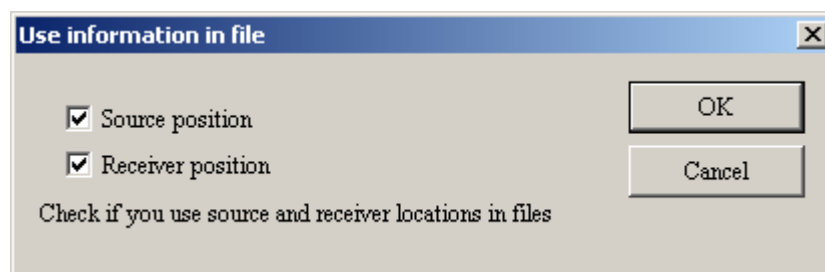 Use information in file
Source position
OK
Receiver position
Cancel
Check if you use source and receiver locations in files